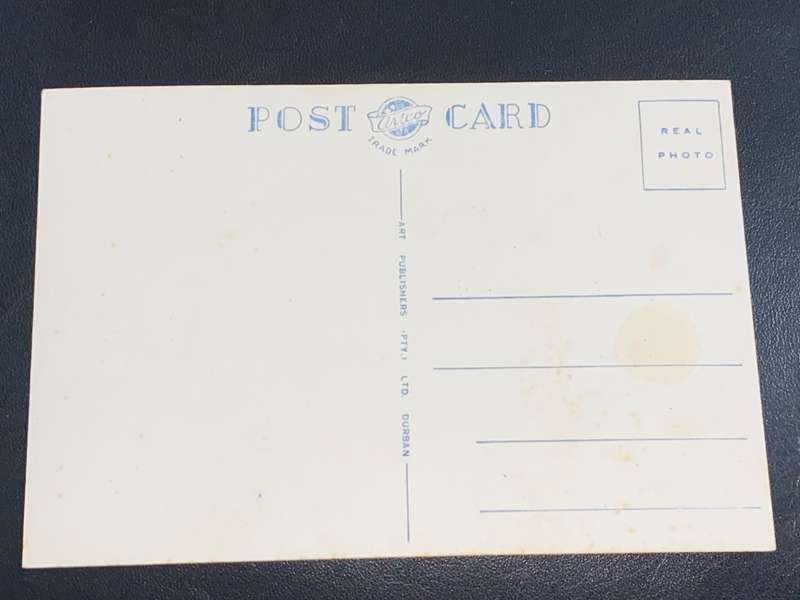 POST Artco CARD
TRADE MARK
REAL
PHOTO
ART PUBLISHERS (PTY.) LTD. DURBAN